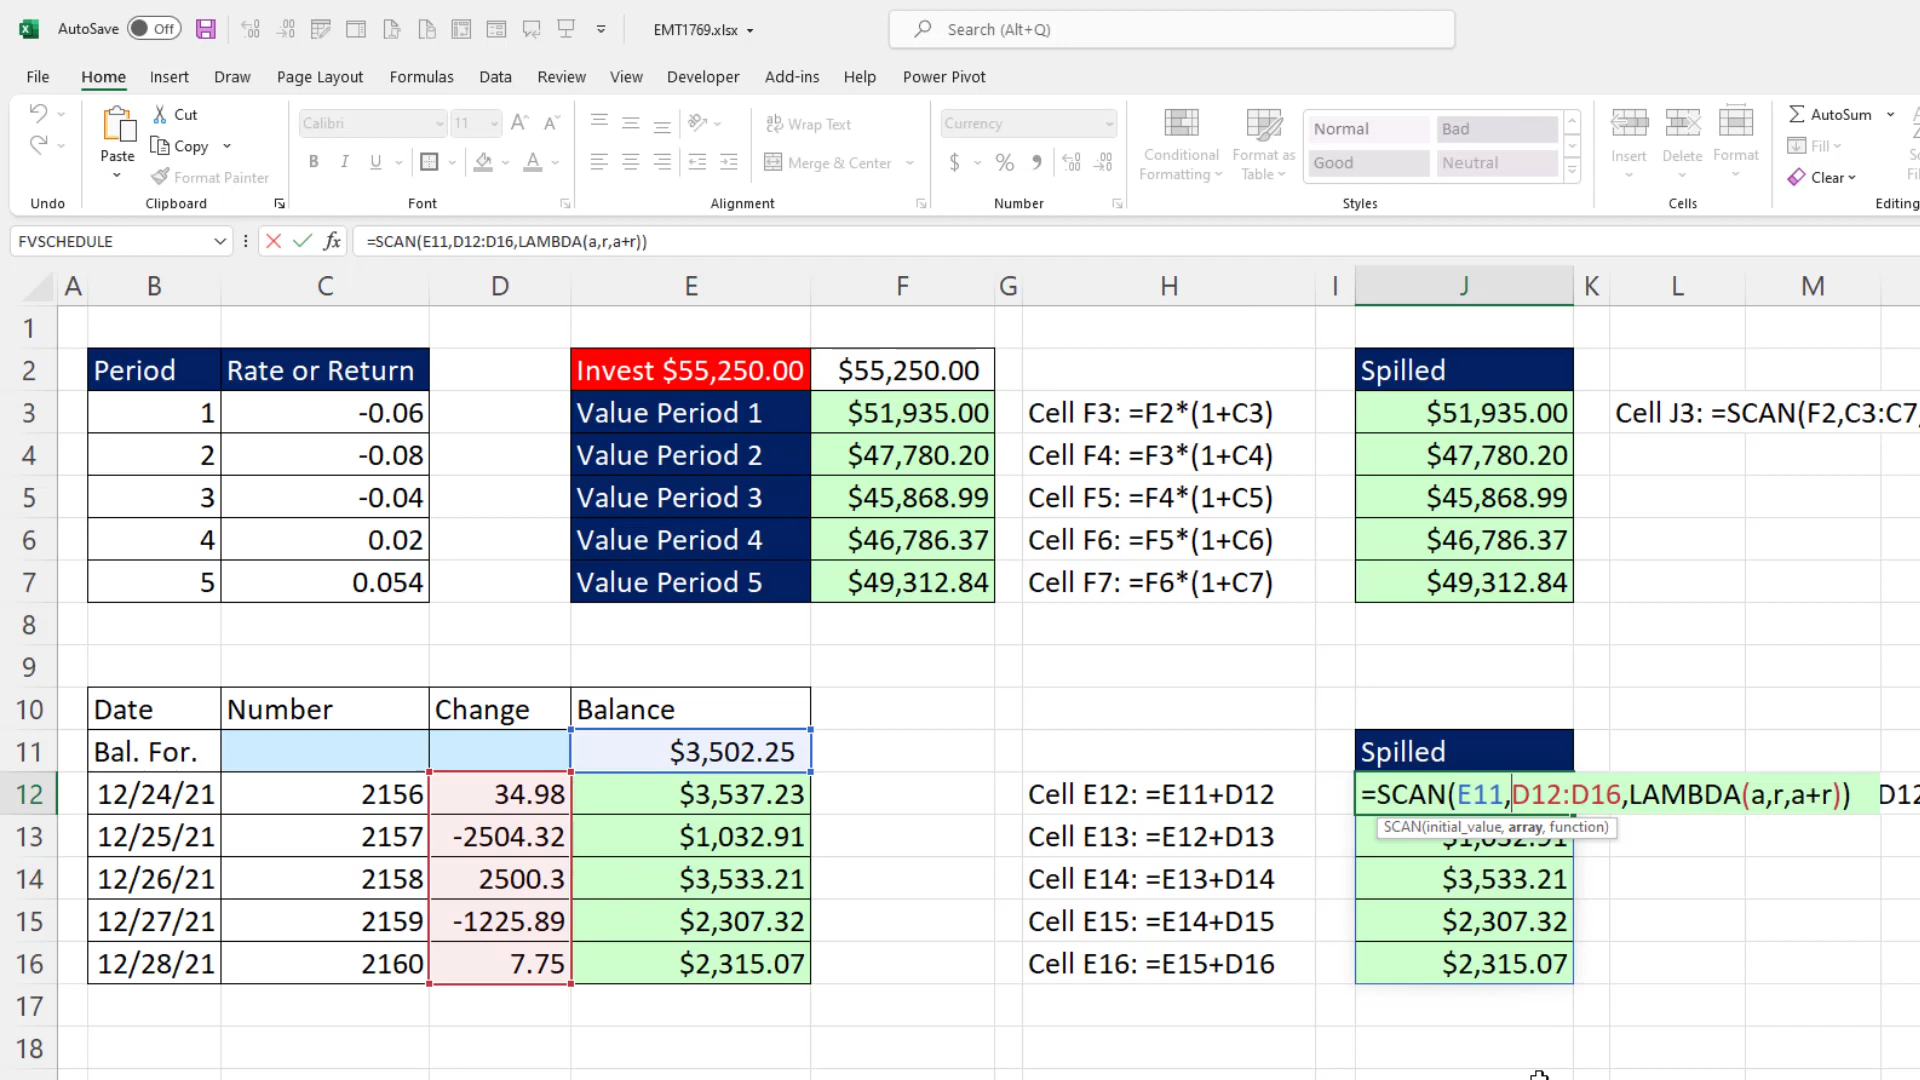 AutoSave Off EMT1769.xlsx Search (Alt+Q)
File Home Insert Draw Page Layout Formulas Data Review View Developer Add-ins Help Power Pivot
Cut
Copy
Format Painter
Paste
Calibri 11
B I U A
Wrap Text
Merge & Center
Currency
$ %
Conditional Formatting
Format as Table
Normal Bad
Good Neutral
Insert Delete Format
AutoSum
Fill
Clear
Undo Clipboard Font Alignment Number Styles Cells Editing
FVSCHEDULE fx =SCAN(E11,D12:D16,LAMBDA(a,r,a+r))
A B C D E F G H I J K L M
1
2 Period Rate or Return Invest $55,250.00 $55,250.00 Spilled
3 1 -0.06 Value Period 1 $51,935.00 Cell F3: =F2*(1+C3) $51,935.00 Cell J3: =SCAN(F2,C3:C7,
4 2 -0.08 Value Period 2 $47,780.20 Cell F4: =F3*(1+C4) $47,780.20
5 3 -0.04 Value Period 3 $45,868.99 Cell F5: =F4*(1+C5) $45,868.99
6 4 0.02 Value Period 4 $46,786.37 Cell F6: =F5*(1+C6) $46,786.37
7 5 0.054 Value Period 5 $49,312.84 Cell F7: =F6*(1+C7) $49,312.84
8
9
10 Date Number Change Balance
11 Bal. For. $3,502.25 Spilled
12 12/24/21 2156 34.98 $3,537.23 Cell E12: =E11+D12 =SCAN(E11,D12:D16,LAMBDA(a,r,a+r)) D12
SCAN(initial_value, array, function)
13 12/25/21 2157 -2504.32 $1,032.91 Cell E13: =E12+D13 $1,032.91
14 12/26/21 2158 2500.3 $3,533.21 Cell E14: =E13+D14 $3,533.21
15 12/27/21 2159 -1225.89 $2,307.32 Cell E15: =E14+D15 $2,307.32
16 12/28/21 2160 7.75 $2,315.07 Cell E16: =E15+D16 $2,315.07
17
18